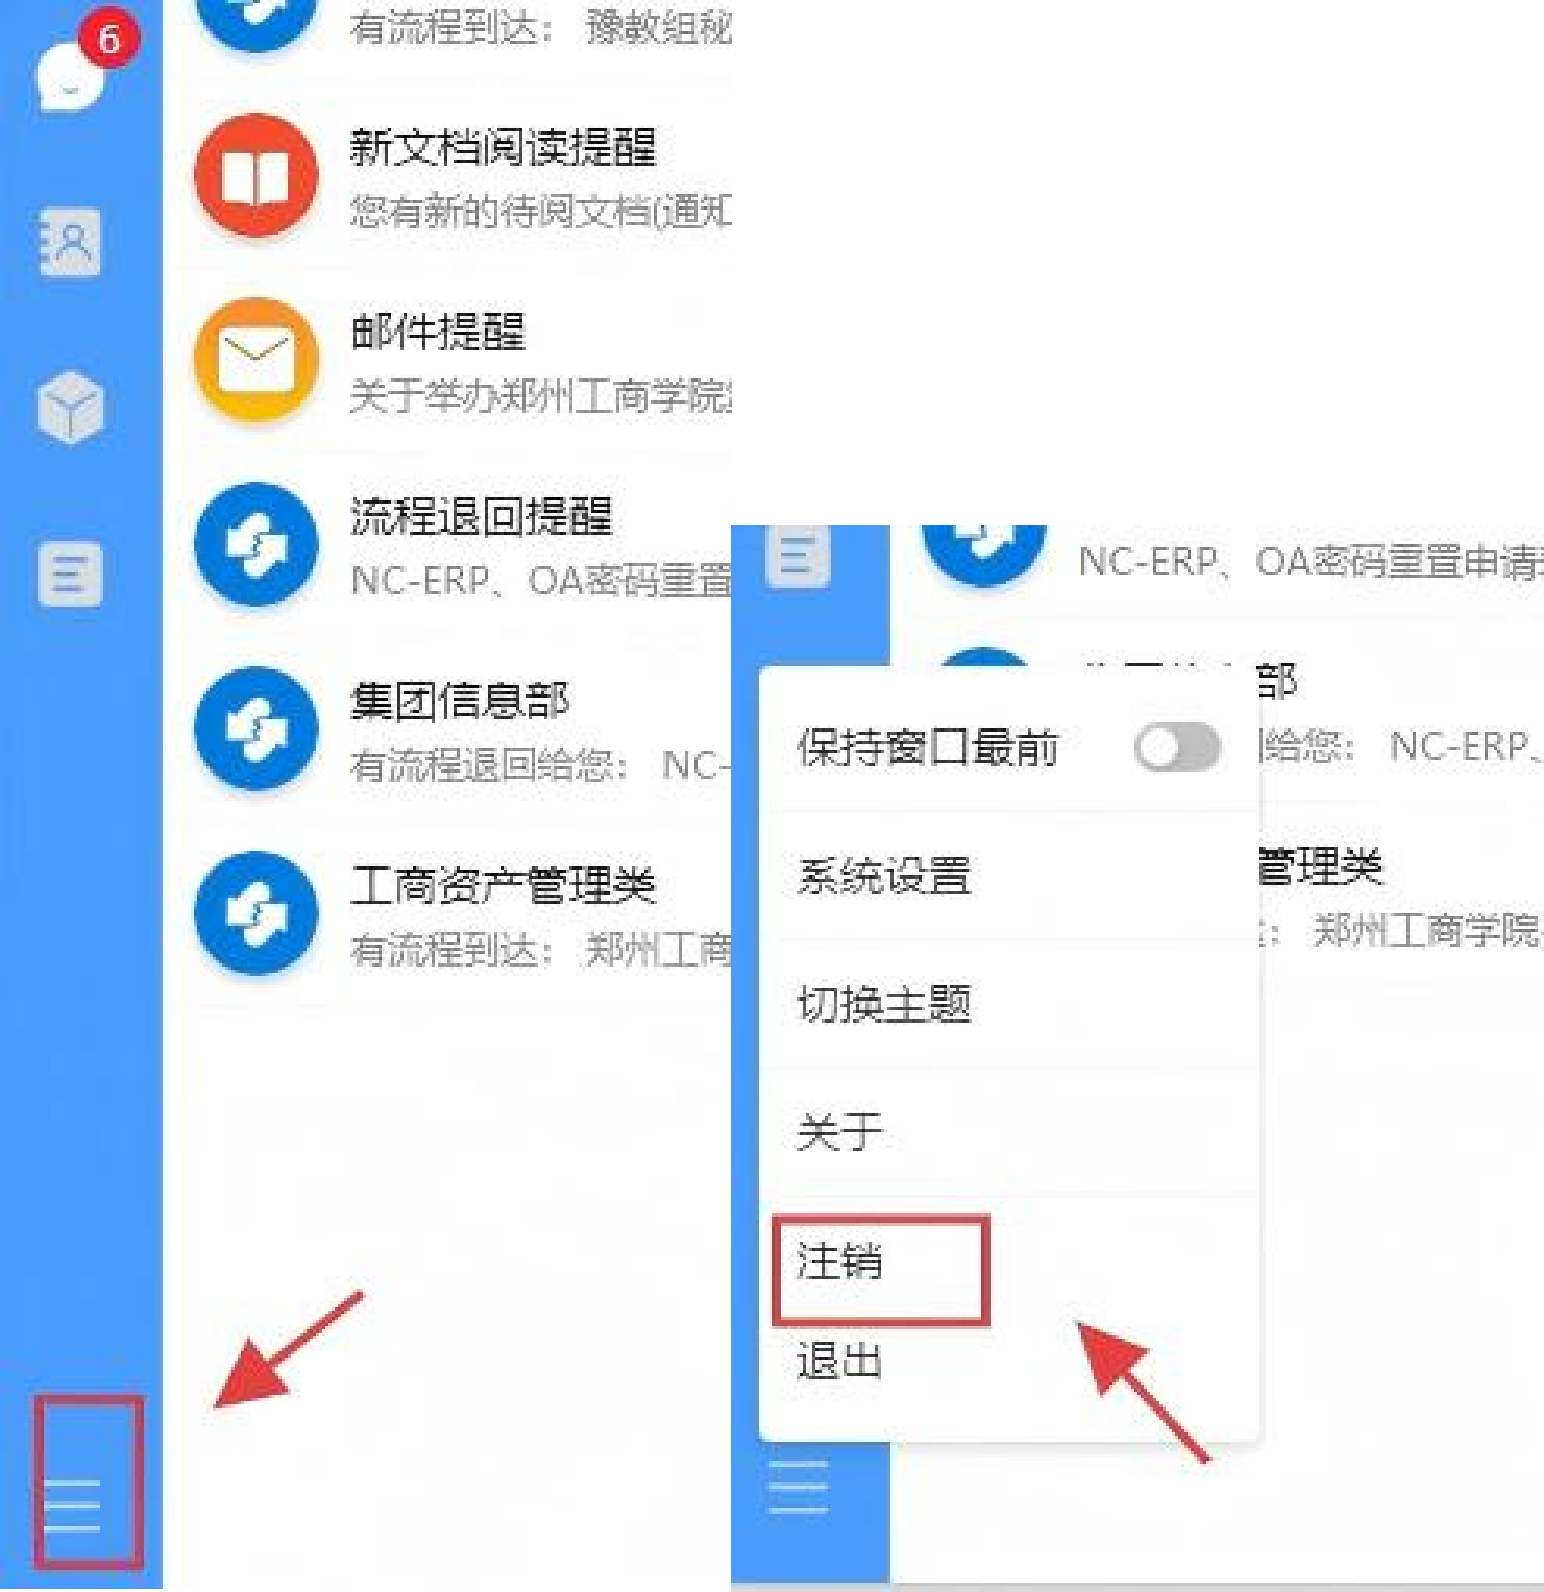 6
有流程到达： 豫教组秘
新文档阅读提醒
您有新的待阅文档(通知
邮件提醒
关于举办郑州工商学院
流程退回提醒
NC-ERP、OA密码重置
集团信息部
有流程退回给您： NC-
工商资产管理类
有流程到达： 郑州工商
NC-ERP、OA密码重置申请
部
给您： NC-ERP、
管理类
： 郑州工商学院
保持窗口最前
系统设置
切换主题
关于
注销
退出